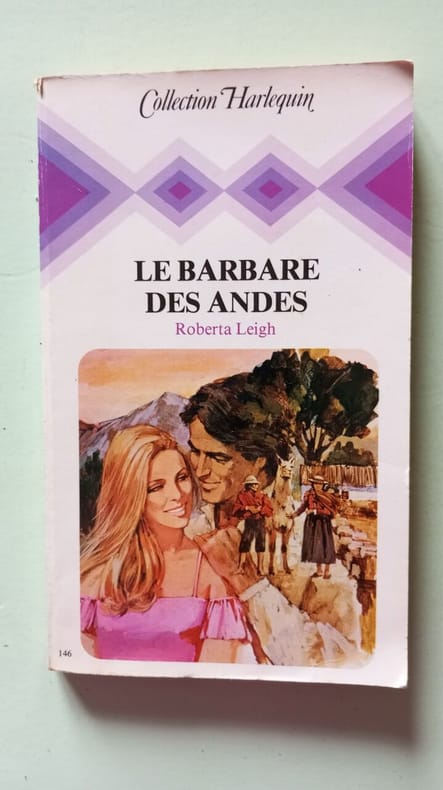 Collection Harlequin
LE BARBARE
DES ANDES
Roberta Leigh
146